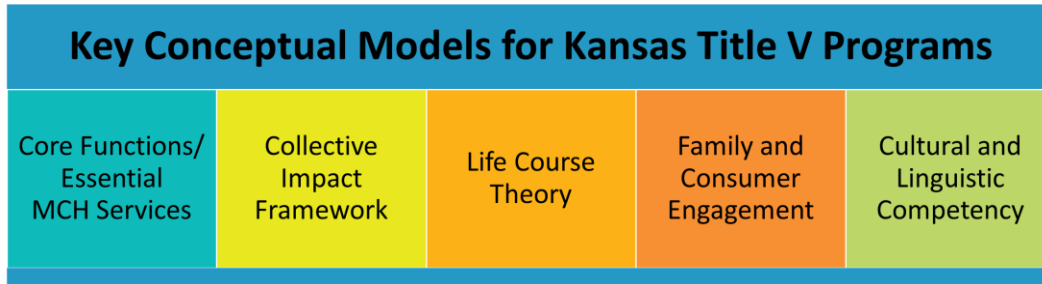 Key Conceptual Models for Kansas Title V Programs
Core Functions/
Essential
MCH Services
Collective
Impact
Framework
Life Course
Theory
Family and
Consumer
Engagement
Cultural and
Linguistic
Competency